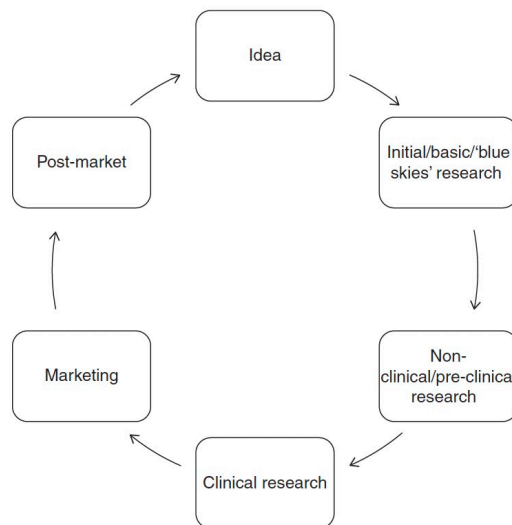 Idea
Initial/basic/‘blue
skies’ research
Non-
clinical/pre-clinical
research
Clinical research
Marketing
Post-market